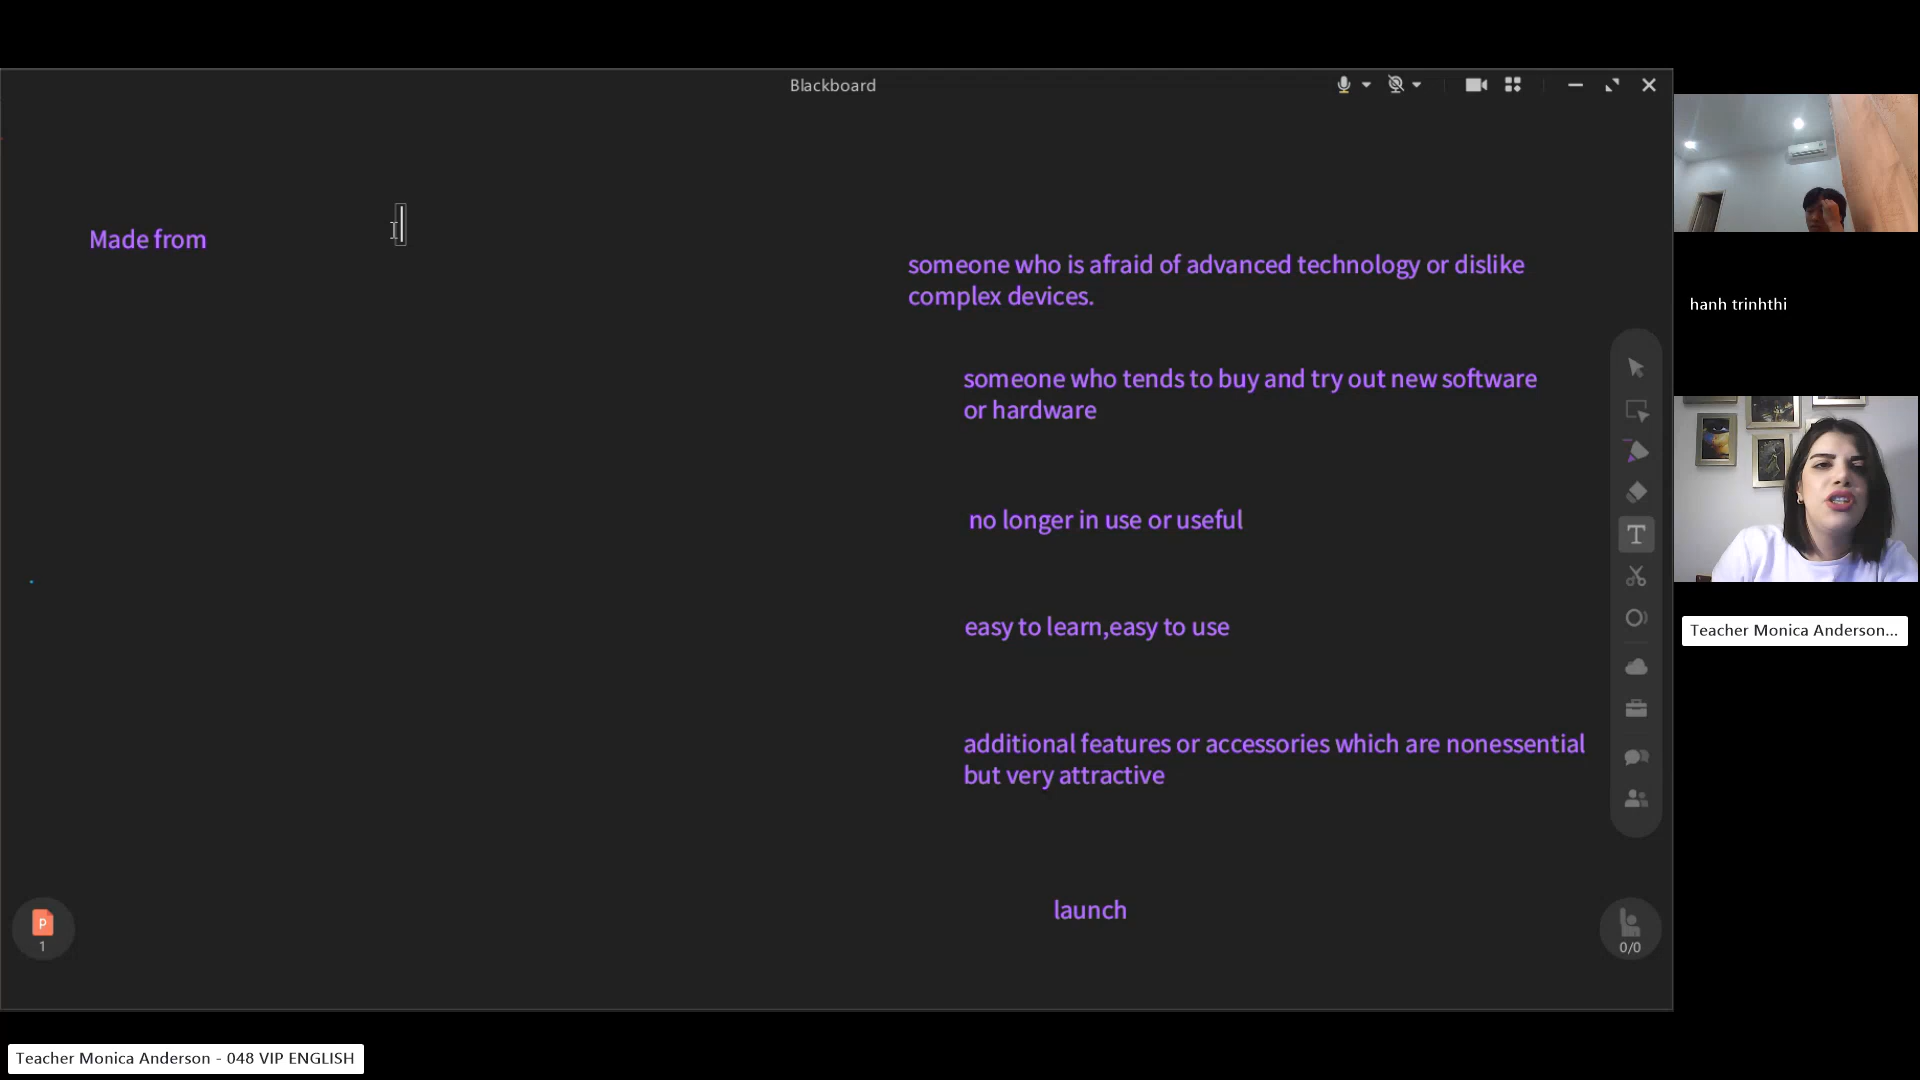 Blackboard
Made from
someone who is afraid of advanced technology or dislike
complex devices.
hanh trinhthi
someone who tends to buy and try out new software
or hardware
no longer in use or useful
easy to learn,easy to use
Teacher Monica Anderson...
additional features or accessories which are nonessential
but very attractive
launch
P
1
0/0
Teacher Monica Anderson - 048 VIP ENGLISH